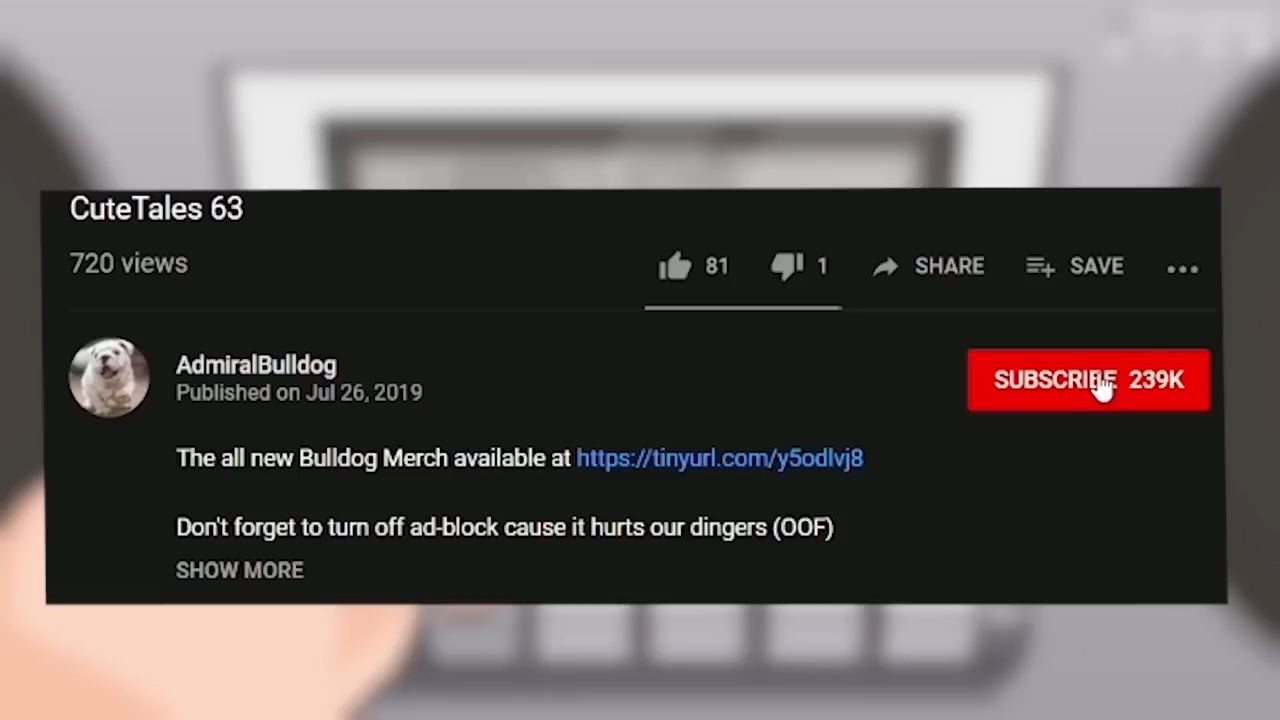 CuteTales 63
720 views
81
1
SHARE
SAVE
AdmiralBulldog
Published on Jul 26, 2019
SUBSCRIBE 239K
The all new Bulldog Merch available at https://tinyurl.com/y5odlvj8
Don't forget to turn off ad-block cause it hurts our dingers (OOF)
SHOW MORE